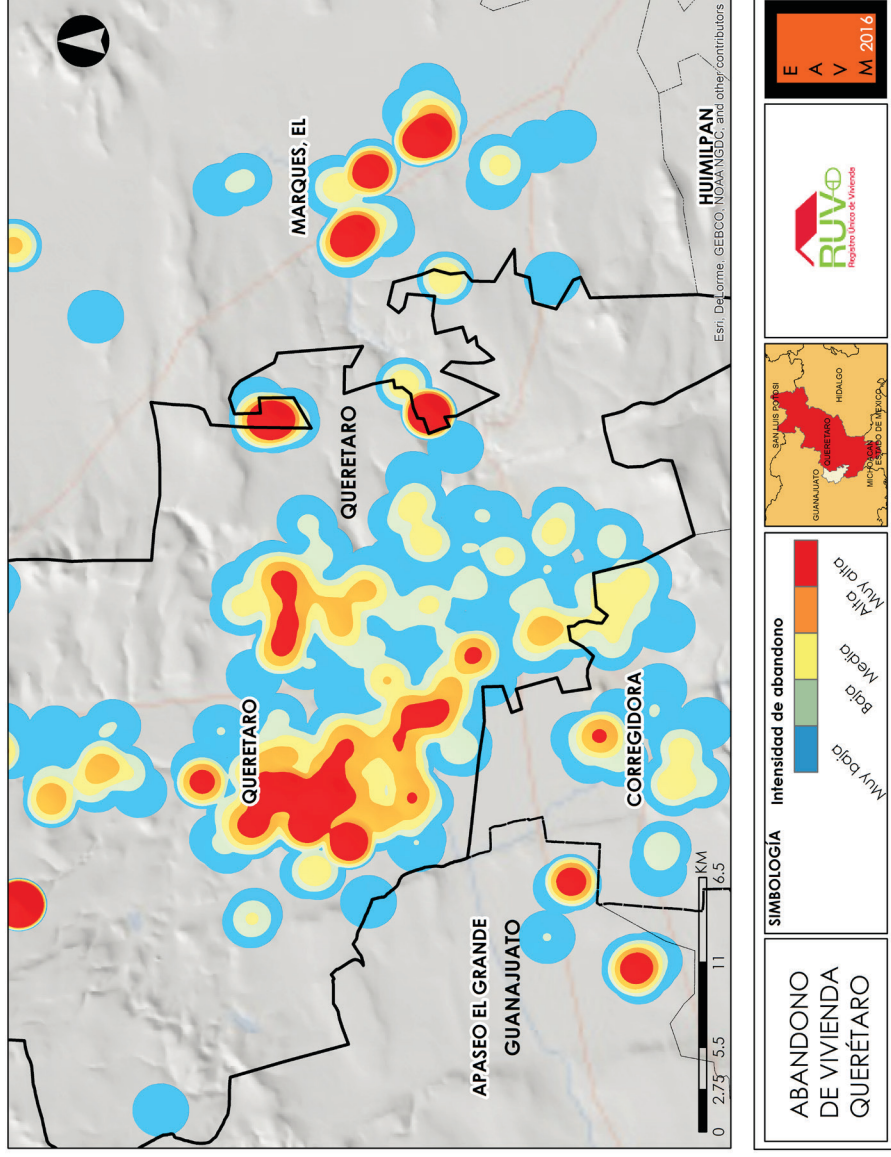 MARQUES, EL
QUERETARO
QUERETARO
CORREGIDORA
HUIMILPAN
APASEO EL GRANDE
GUANAJUATO
Esri, DeLorme, GEBCO, NOAA NGDC, and other contributors
KM
0 2.75 5.5 11 6.5
ABANDONO
DE VIVIENDA
QUERÉTARO
SIMBOLOGÍA
Intensidad de abandono
Muy baja
Baja
Media
Alta
Muy alta
SAN LUIS POTOSI
GUANAJUATO
QUERETARO
HIDALGO
MICHOACAN
ESTADO DE MEXICO
RUV
Registro Único de Vivienda
E
A
V
M 2016